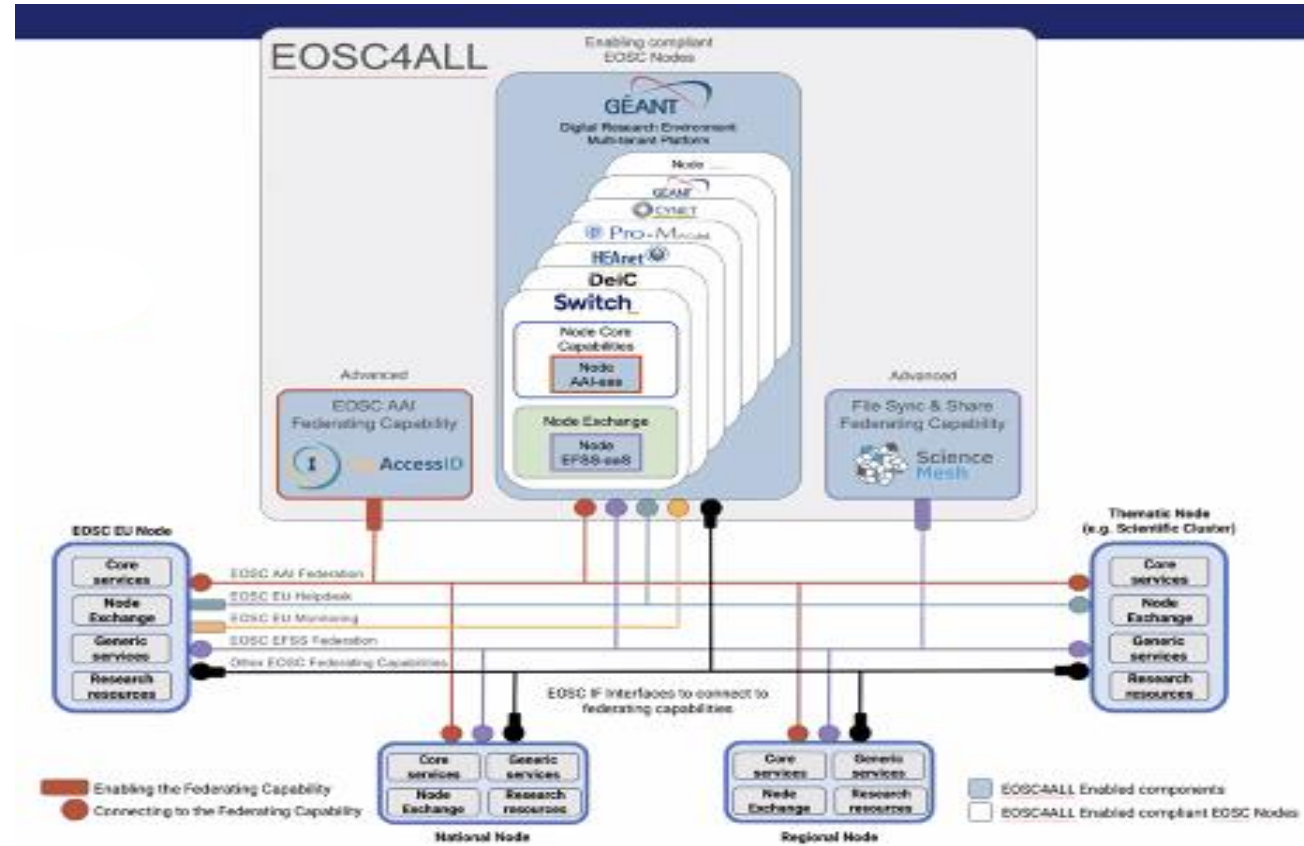 EOSC4ALL
Enabling compliant
EOSC Nodes
GÉANT
Digital Research Environment
Multi-tenant Platform
Node ......
GÉANT
CYNET
Pro-M
HEAnet
DeiC
Switch_
Node Core
Capabilities
Node
AAI-aas
Node Exchange
Node
EFSS-aaS
Advanced
EOSC AAI
Federating Capability
AccessID
Advanced
File Sync & Share
Federating Capability
Science
Mesh
EOSC EU Node
Core
services
Node
Exchange
Generic
services
Research
resources
Thematic Node
(e.g. Scientific Cluster)
Core
services
Node
Exchange
Generic
services
Research
resources
EOSC AAI Federation
EOSC EU Helpdesk
EOSC EU Monitoring
EOSC EFSS Federation
Other EOSC Federating Capabilities
EOSC IF Interfaces to connect to
federating capabilities
Core
services
Generic
services
Node
Exchange
Research
resources
National Node
Core
services
Generic
services
Node
Exchange
Research
resources
Regional Node
Enabling the Federating Capability
Connecting to the Federating Capability
EOSC4ALL Enabled components
EOSC4ALL Enabled compliant EOSC Nodes